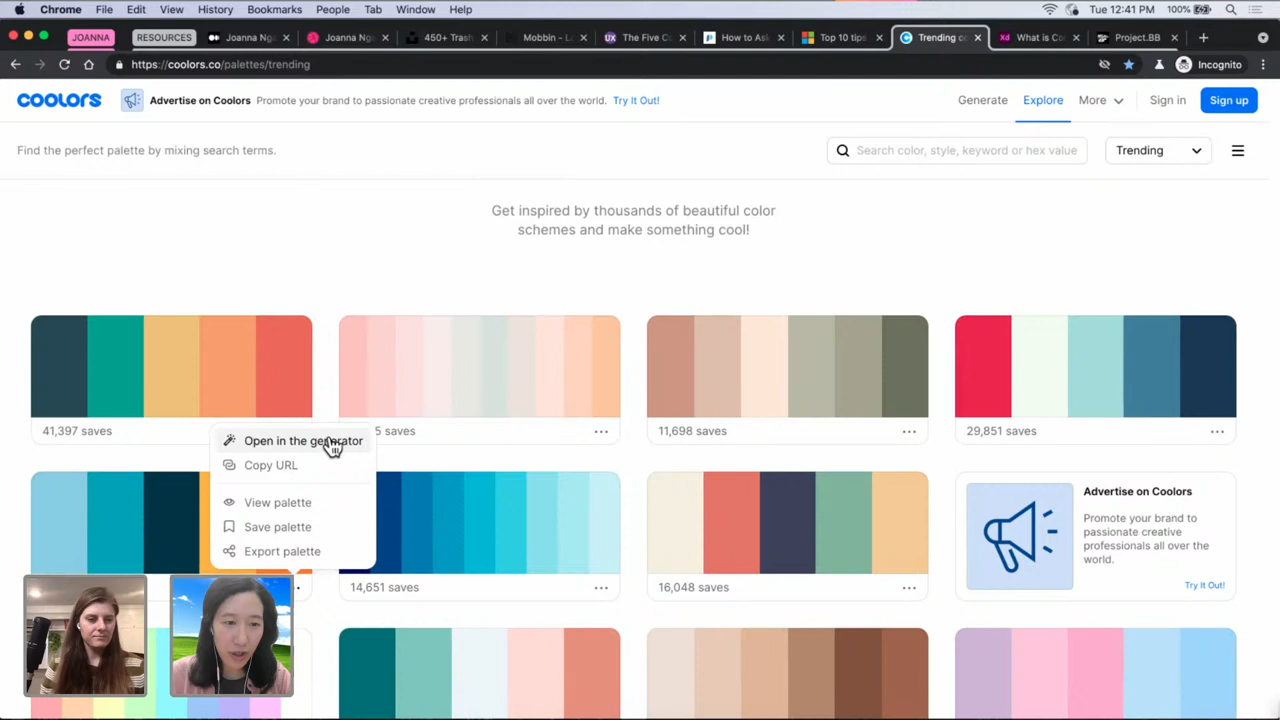 Chrome File Edit View History Bookmarks People Tab Window Help
Tue 12:41 PM 100%
JOANNA
RESOURCES
Joanna Ng
Joanna Ng
450+ Trash
Mobbin - L
The Five C
How to As
Top 10 tips
Trending c
What is Co
Project.BB
https://coolors.co/palettes/trending
Incognito
coolors
Advertise on Coolors Promote your brand to passionate creative professionals all over the world. Try It Out!
Generate Explore More Sign in Sign up
Find the perfect palette by mixing search terms.
Search color, style, keyword or hex value
Trending
Get inspired by thousands of beautiful color
schemes and make something cool!
41,397 saves
5 saves
11,698 saves
29,851 saves
Open in the generator
Copy URL
View palette
Save palette
Export palette
14,651 saves
16,048 saves
Advertise on Coolors
Promote your brand to
passionate creative
professionals all over the
world.
Try It Out!